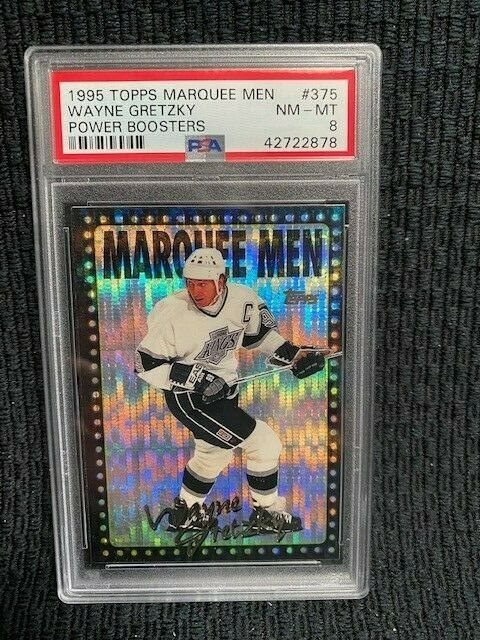 1995 TOPPS MARQUEE MEN #375
WAYNE GRETZKY NM-MT
POWER BOOSTERS 8
PSA 42722878
MARQUEE MEN
Topps
C
KINGS
Wayne
Gretzky